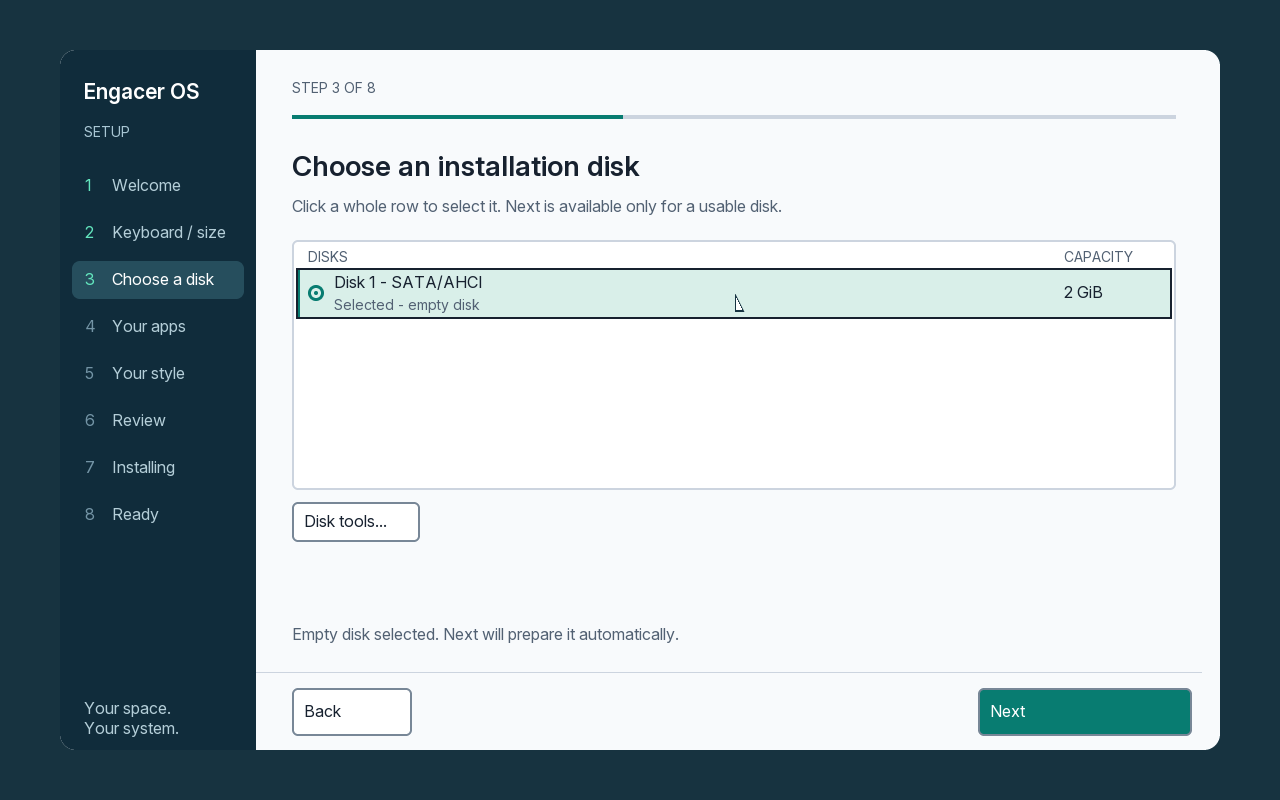 Engacer OS
SETUP
1 Welcome
2 Keyboard / size
3 Choose a disk
4 Your apps
5 Your style
6 Review
7 Installing
8 Ready
Your space.
Your system.
STEP 3 OF 8
Choose an installation disk
Click a whole row to select it. Next is available only for a usable disk.
DISKS CAPACITY
Disk 1 - SATA/AHCI
Selected - empty disk
2 GiB
Disk tools...
Empty disk selected. Next will prepare it automatically.
Back
Next